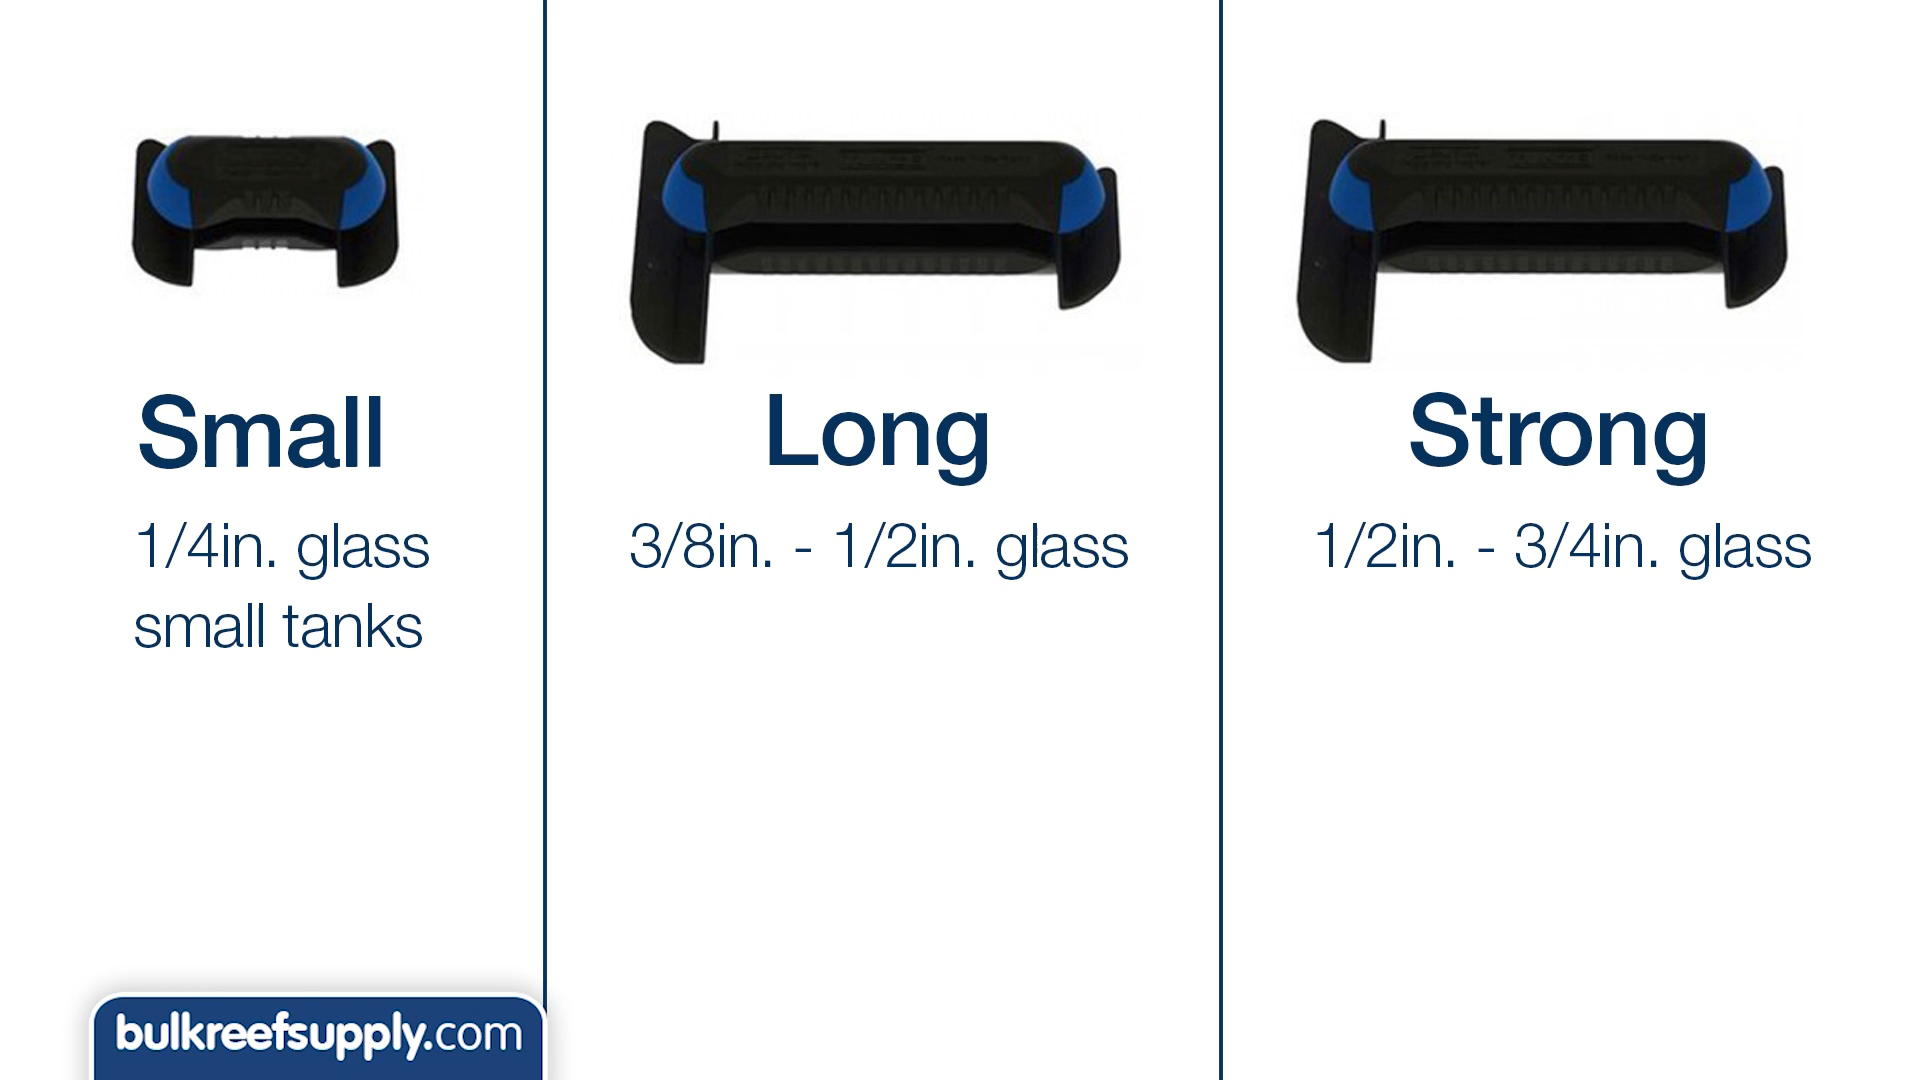 Small
1/4in. glass
small tanks
Long
3/8in. - 1/2in. glass
Strong
1/2in. - 3/4in. glass
bulkreefsupply.com